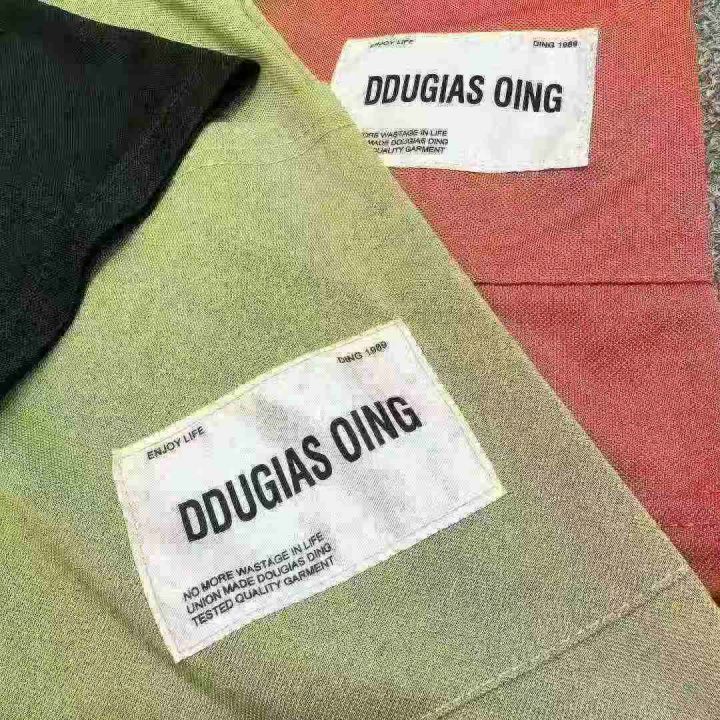 ENJOY LIFE
DING 1989
DDUGIAS OING
ORE WASTAGE IN LIFE
MADE DOUGIAS DING
QUALITY GARMENT
ENJOY LIFE
DING 1989
DDUGIAS OING
NO MORE WASTAGE IN LIFE
UNION MADE DOUGIAS DING
TESTED QUALITY GARMENT